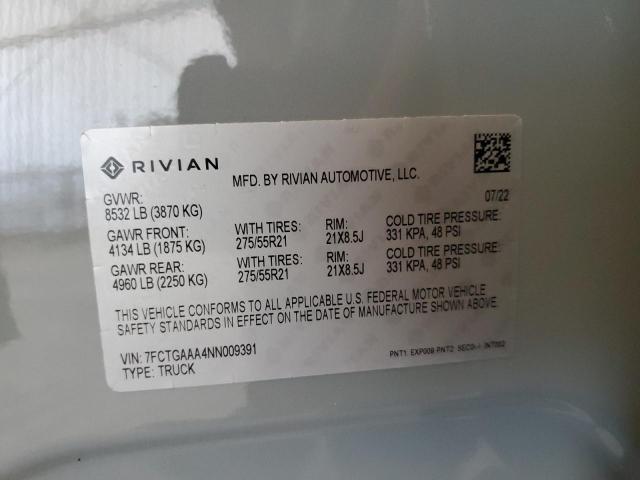 RIVIAN
MFD. BY RIVIAN AUTOMOTIVE, LLC.
GVWR: 07/22
8532 LB (3870 KG)
GAWR FRONT: WITH TIRES: RIM: COLD TIRE PRESSURE:
4134 LB (1875 KG) 275/55R21 21X8.5J 331 KPA, 48 PSI
GAWR REAR: WITH TIRES: RIM: COLD TIRE PRESSURE:
4960 LB (2250 KG) 275/55R21 21X8.5J 331 KPA, 48 PSI
THIS VEHICLE CONFORMS TO ALL APPLICABLE U.S. FEDERAL MOTOR VEHICLE
SAFETY STANDARDS IN EFFECT ON THE DATE OF MANUFACTURE SHOWN ABOVE.
VIN: 7FCTGAAA4NN009391
TYPE: TRUCK
PNT1: EXP009 PNT2: INT002